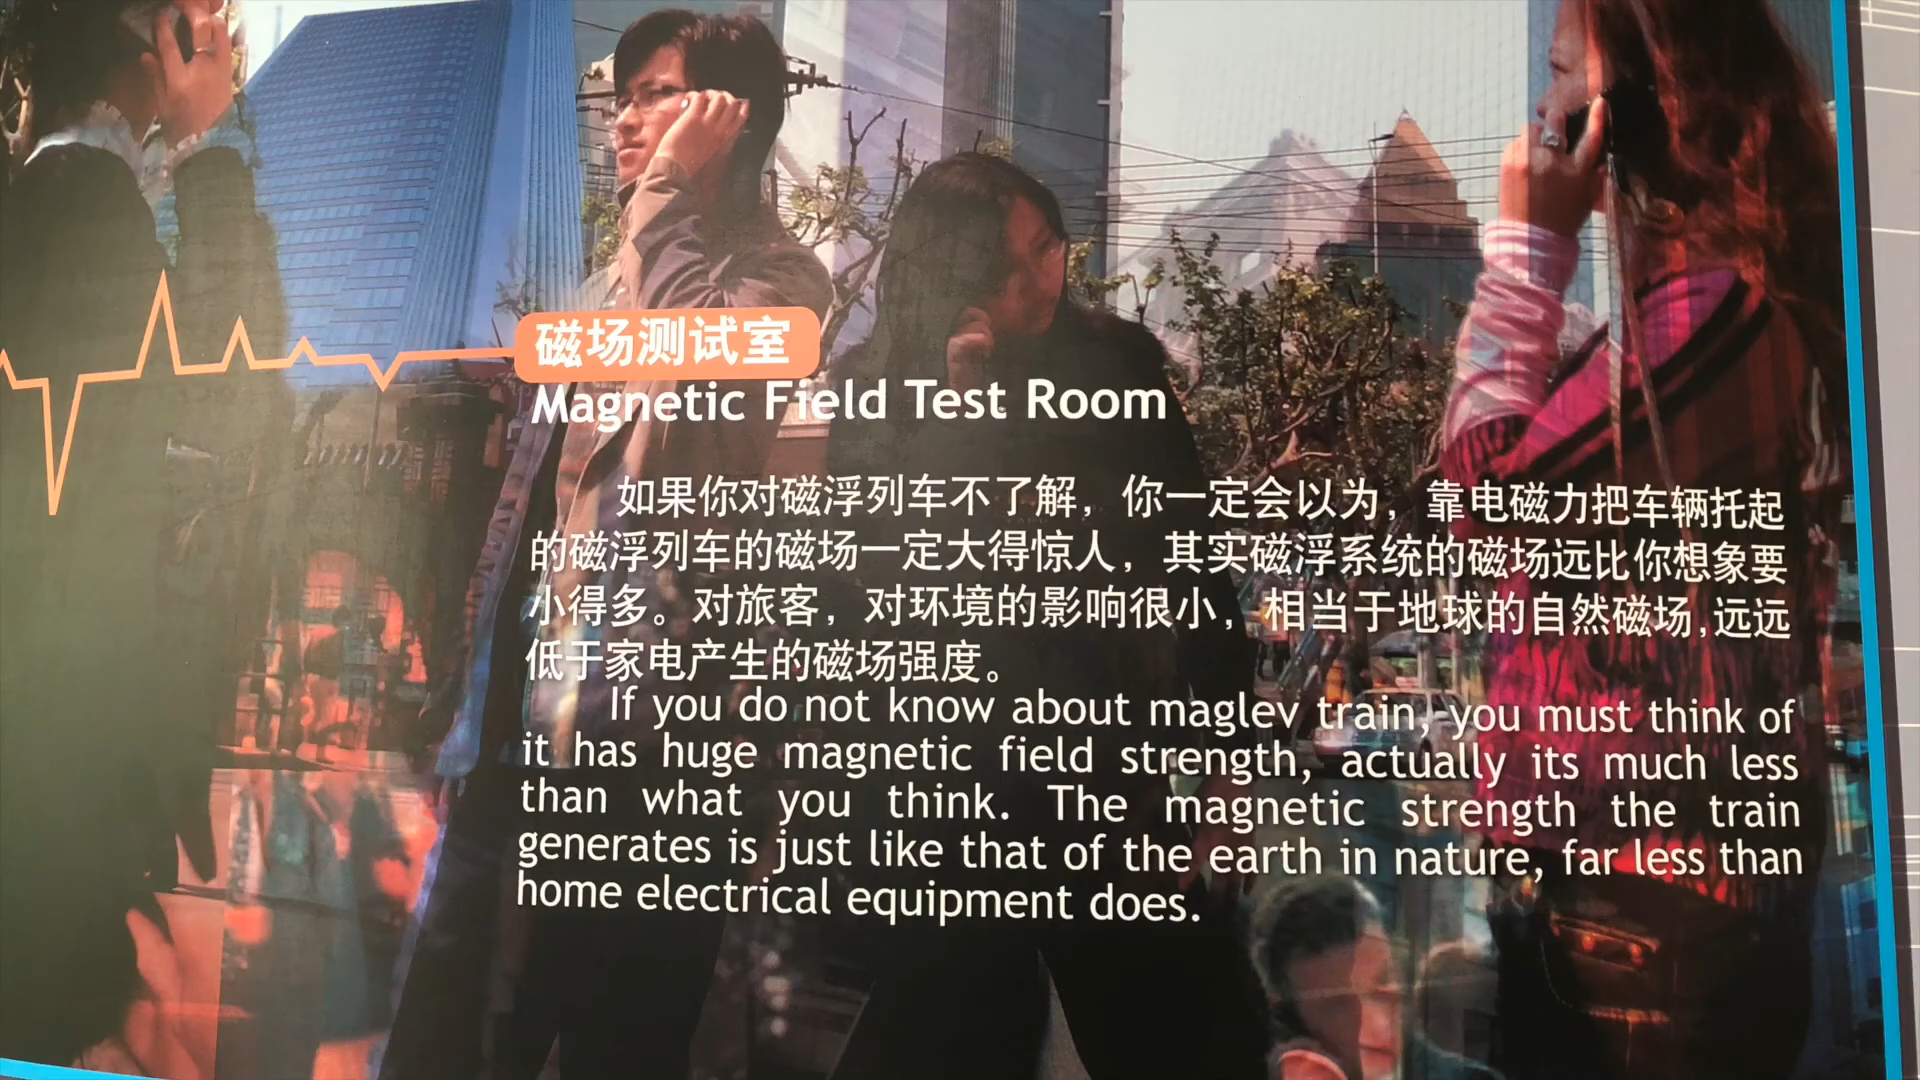 磁场测试室
Magnetic Field Test Room
如果你对磁浮列车不了解，你一定会以为，靠电磁力把车辆托起
的磁浮列车的磁场一定大得惊人，其实磁浮系统的磁场远比你想象要
小得多。对旅客，对环境的影响很小，相当于地球的自然磁场,远远
低于家电产生的磁场强度。
If you do not know about maglev train, you must think of
it has huge magnetic field strength, actually its much less
than what you think. The magnetic strength the train
generates is just like that of the earth in nature, far less than
home electrical equipment does.